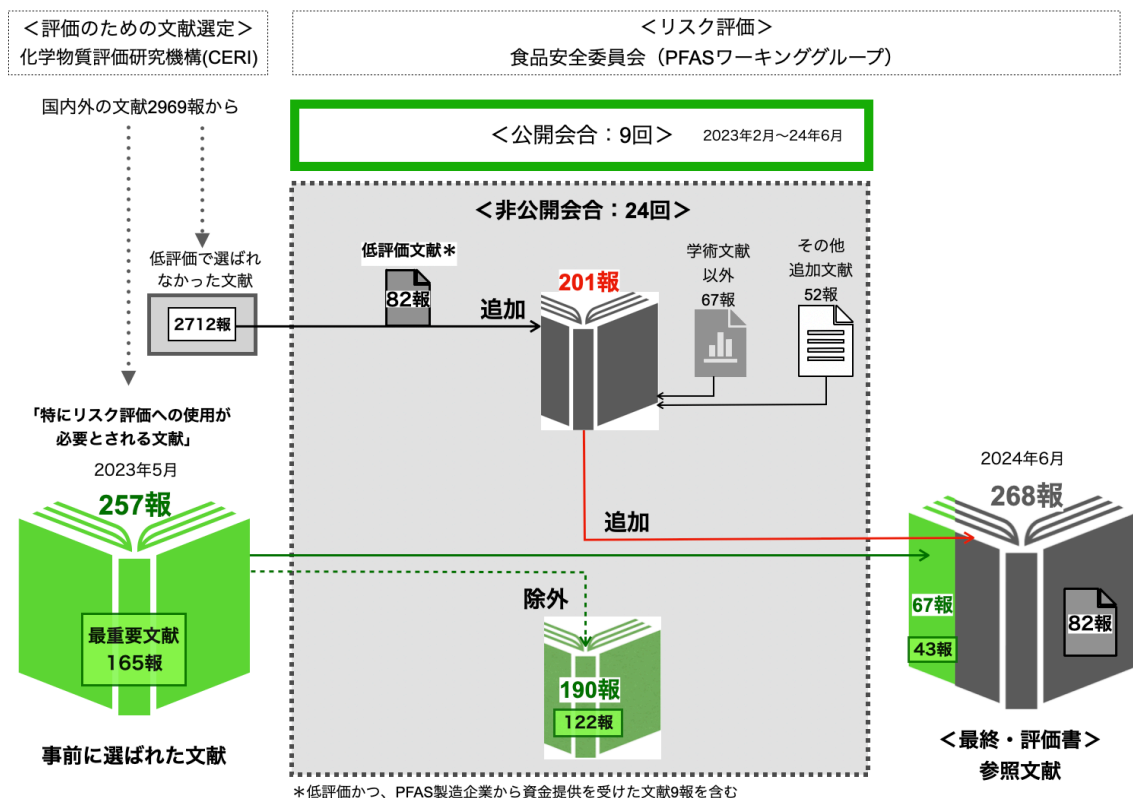 ＜評価のための文献選定＞
化学物質評価研究機構(CERI)
＜リスク評価＞
食品安全委員会（PFASワーキンググループ）
国内外の文献2969報から
＜公開会合：9回＞ 2023年2月〜24年6月
＜非公開会合：24回＞
低評価で選ばれ
なかった文献
2712報
低評価文献＊
82報
追加
201報
学術文献
以外
67報
その他
追加文献
52報
「特にリスク評価への使用が
必要とされる文献」
2023年5月
257報
最重要文献
165報
事前に選ばれた文献
追加
除外
190報
122報
2024年6月
268報
67報
43報
82報
＜最終・評価書＞
参照文献
＊低評価かつ、PFAS製造企業から資金提供を受けた文献9報を含む